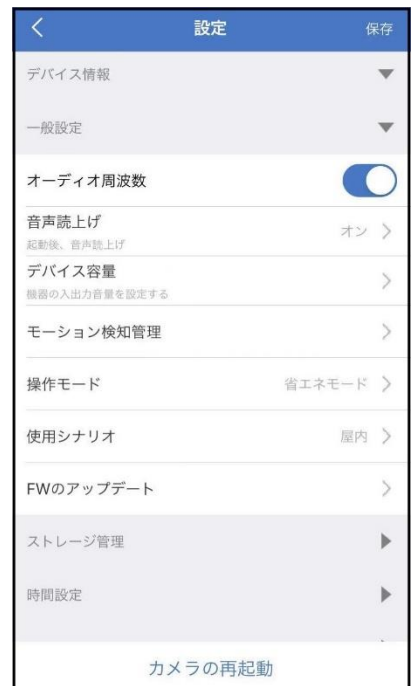 設定
保存
デバイス情報
一般設定
オーディオ周波数
音声読上げ
オン
起動後、音声読上げ
デバイス容量
機器の入出力音量を設定する
モーション検知管理
操作モード
省エネモード
使用シナリオ
屋内
FWのアップデート
ストレージ管理
時間設定
カメラの再起動